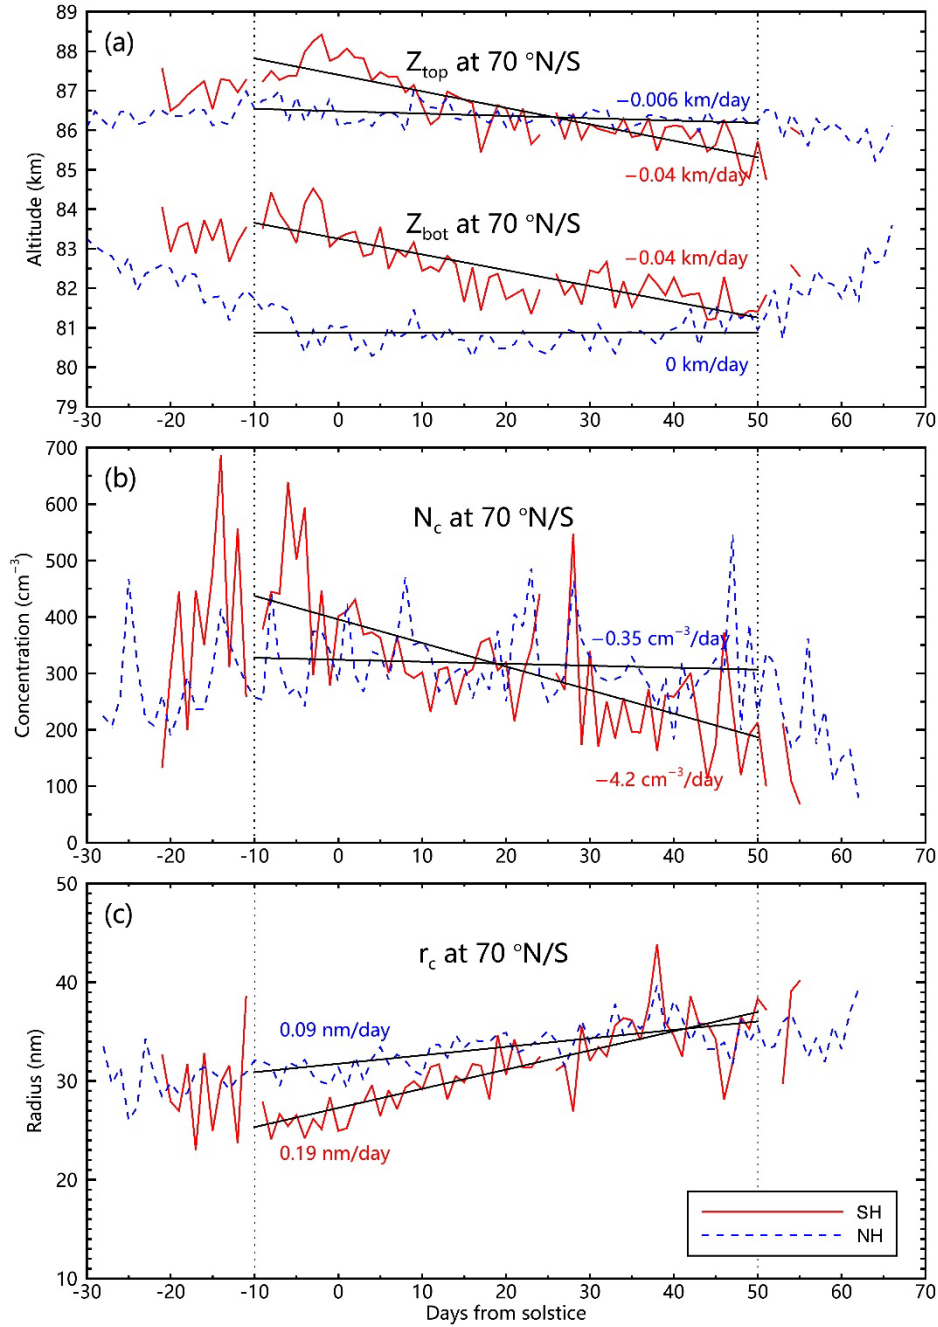 (a)
Z_top at 70 °N/S
−0.006 km/day
−0.04 km/day
Z_bot at 70 °N/S
−0.04 km/day
0 km/day
Altitude (km)
88
87
86
85
84
83
82
81
80
79
-30 -20 -10 0 10 20 30 40 50 60 70
(b)
N_c at 70 °N/S
−0.35 cm⁻³/day
−4.2 cm⁻³/day
Concentration (cm⁻³)
700
600
500
400
300
200
100
0
-30 -20 -10 0 10 20 30 40 50 60 70
(c)
r_c at 70 °N/S
0.09 nm/day
0.19 nm/day
Radius (nm)
50
40
30
20
10
SH
NH
-30 -20 -10 0 10 20 30 40 50 60 70
Days from solstice